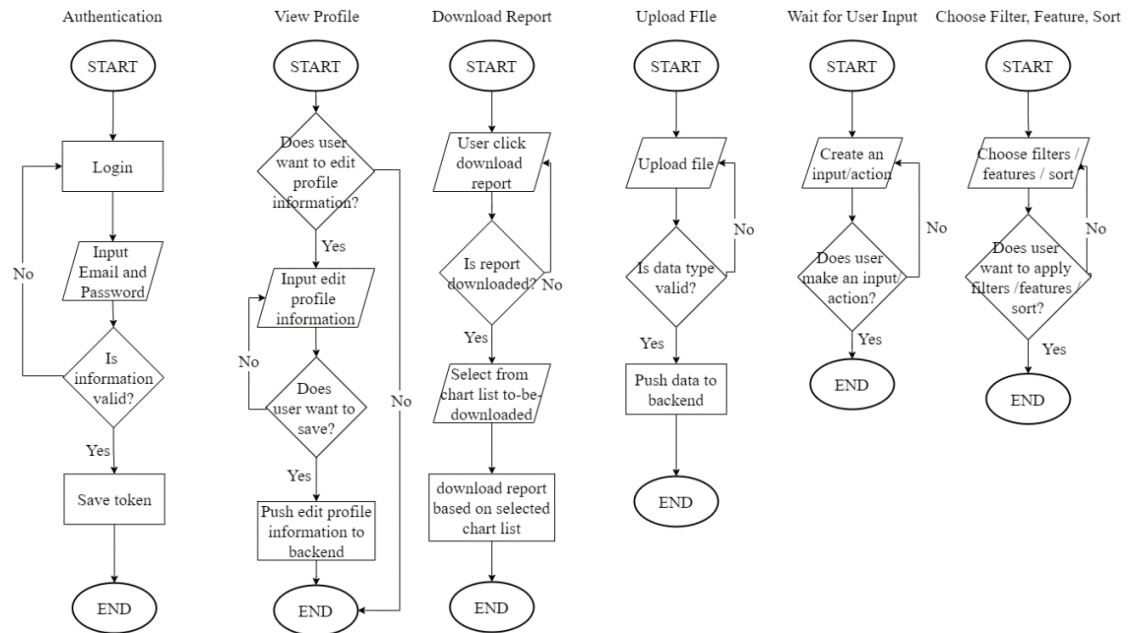 Authentication
START
Login
Input
Email and
Password
No
Is
information
valid?
Yes
Save token
END
View Profile
START
Does user
want to edit
profile
information?
Yes
Input edit
profile
information
No
Does
user want to
save?
No
Yes
Push edit profile
information to
backend
END
Download Report
START
User click
download
report
Is report
downloaded?
No
Yes
Select from
chart list to-be-
downloaded
download report
based on selected
chart list
END
Upload FIle
START
Upload file
No
Is data type
valid?
Yes
Push data to
backend
END
Wait for User Input
START
Create an
input/action
No
Does user
make an input/
action?
Yes
END
Choose Filter, Feature, Sort
START
Choose filters /
features / sort
No
Does user
want to apply
filters /features /
sort?
Yes
END